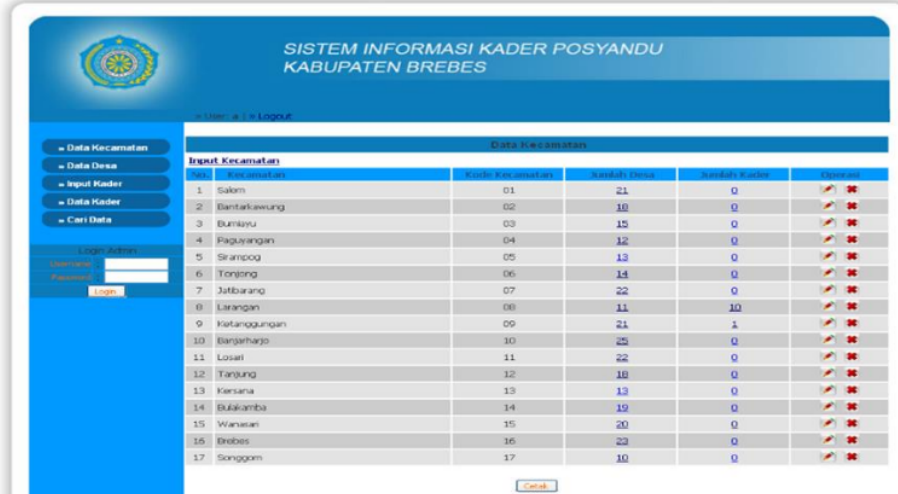 SISTEM INFORMASI KADER POSYANDU
KABUPATEN BREBES
» User: a | » Logout
» Data Kecamatan
» Data Desa
» Input Kader
» Data Kader
» Cari Data
Login Admin
Username :
Password :
Login
Data Kecamatan
Input Kecamatan
No. Kecamatan Kode Kecamatan Jumlah Desa Jumlah Kader Operasi
1 Salem 01 21 0
2 Bantarkawung 02 18 0
3 Bumiayu 03 15 0
4 Paguyangan 04 12 0
5 Sirampog 05 13 0
6 Tonjong 06 14 0
7 Jatibarang 07 22 0
8 Larangan 08 11 10
9 Ketanggungan 09 21 1
10 Banjarharjo 10 25 0
11 Losari 11 22 0
12 Tanjung 12 18 0
13 Kersana 13 13 0
14 Bulakamba 14 19 0
15 Wanasari 15 20 0
16 Brebes 16 23 0
17 Songgom 17 10 0
Cetak